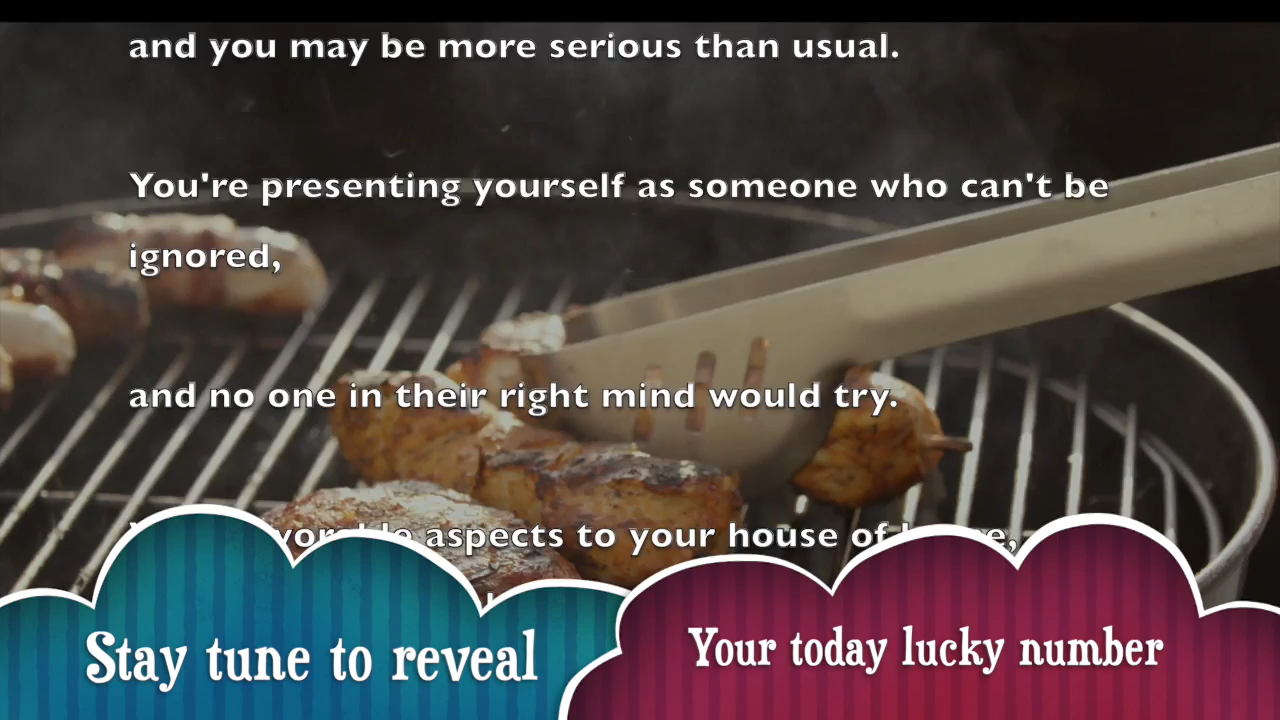 and you may be more serious than usual.
You're presenting yourself as someone who can't be
ignored,
and no one in their right mind would try.
aspects to your house of
Stay tune to reveal
Your today lucky number